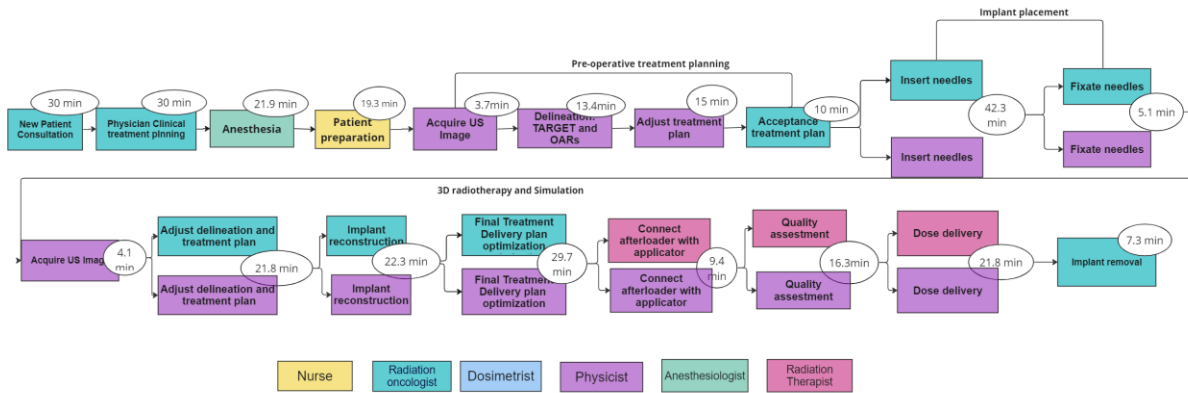 Implant placement
Pre-operative treatment planning
30 min
30 min
21.9 min
19.3 min
3.7min
13.4min
15 min
10 min
42.3
min
5.1 min
New Patient
Consultation
Physician Clinical
treatment plnning
Anesthesia
Patient
preparation
Acquire US
Image
Delineation:
TARGET and
OARs
Adjust treatment
plan
Acceptance
treatment plan
Insert needles
Insert needles
Fixate needles
Fixate needles
3D radiotherapy and Simulation
Acquire US Imag
4.1
min
Adjust delineation and
treatment plan
Adjust delineation and
treatment plan
21.8 min
Implant
reconstruction
Implant
reconstruction
22.3 min
Final Treatment
Delivery plan
optimization
Final Treatment
Delivery plan
optimization
29.7
min
Connect
afterloader with
applicator
Connect
afterloader with
applicator
9.4
min
Quality
assestment
Quality
assestment
16.3min
Dose delivery
Dose delivery
21.8 min
Implant removal
7.3 min
Nurse
Radiation
oncologist
Dosimetrist
Physicist
Anesthesiologist
Radiation
Therapist